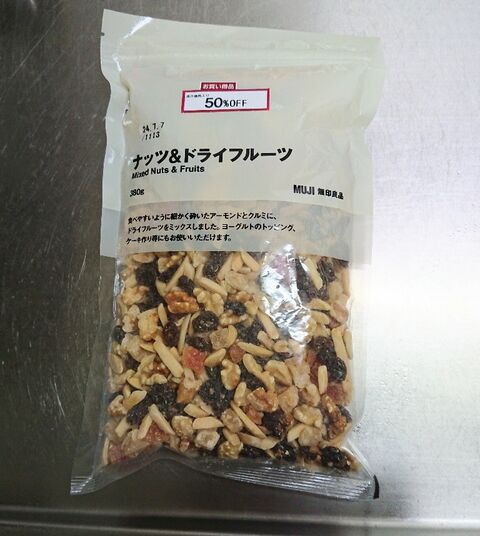 お買い得品
50%OFF
24.7.7
/1113
ナッツ&ドライフルーツ
Mixed Nuts & Fruits
380g
MUJI 無印良品
食べやすいように細かく砕いたアーモンドとクルミに、
ドライフルーツをミックスしました。ヨーグルトのトッピング、
ケーキ作り等にもお使いいただけます。